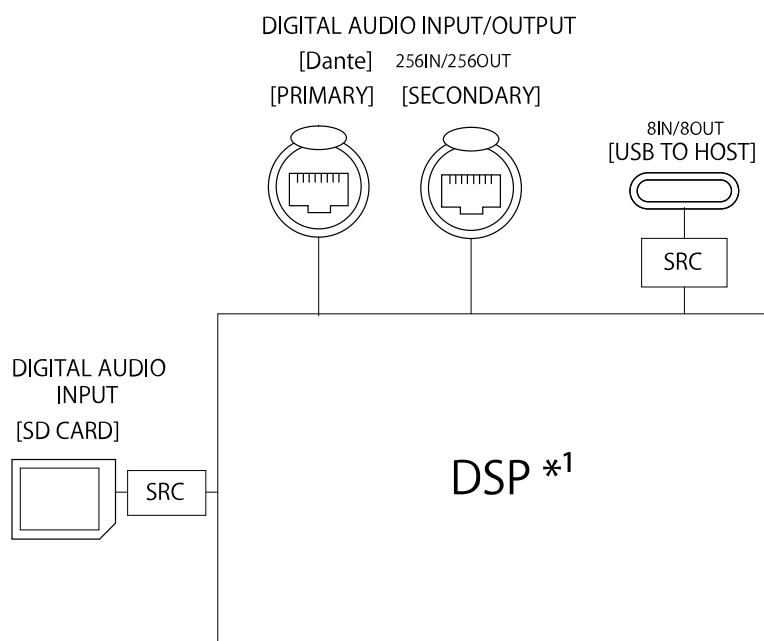 DIGITAL AUDIO INPUT/OUTPUT
[Dante] 256IN/256OUT
[PRIMARY] [SECONDARY]
8IN/8OUT
[USB TO HOST]
SRC
DIGITAL AUDIO
INPUT
[SD CARD]
SRC
DSP *¹